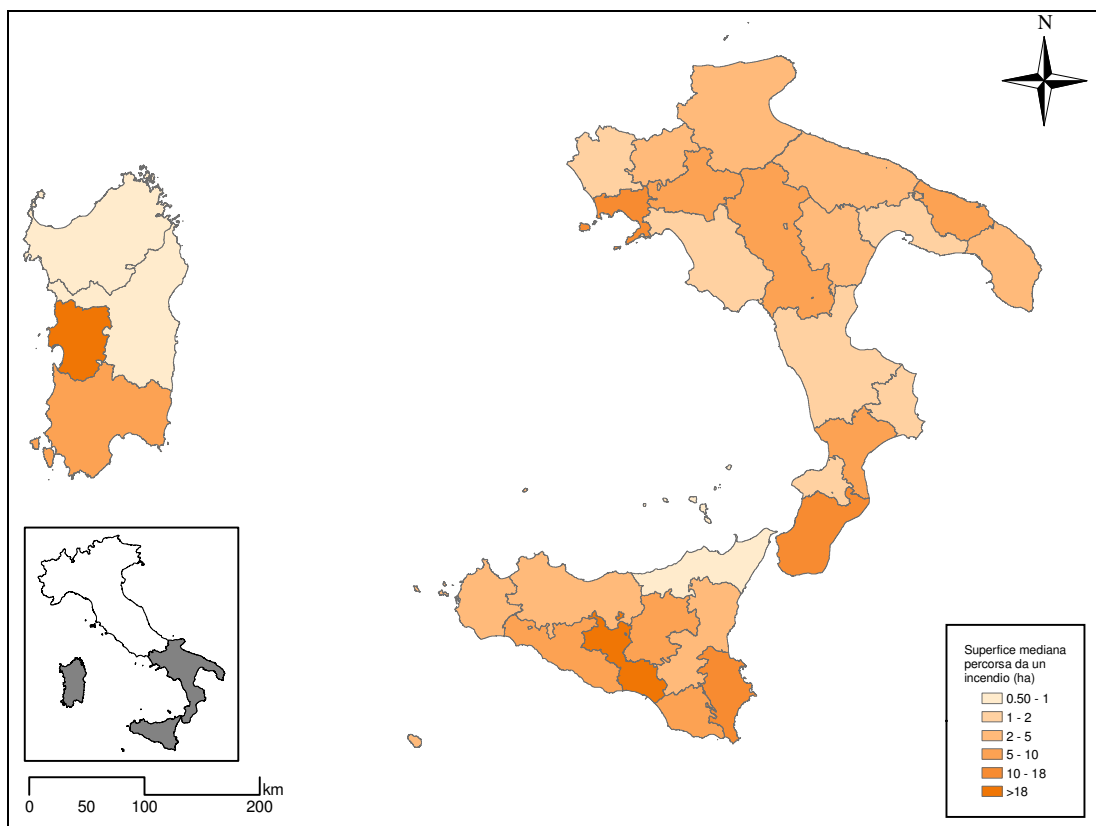 N
Superfice mediana
percorsa da un
incendio (ha)
0.50 - 1
1 - 2
2 - 5
5 - 10
10 - 18
>18
km
0 50 100 200